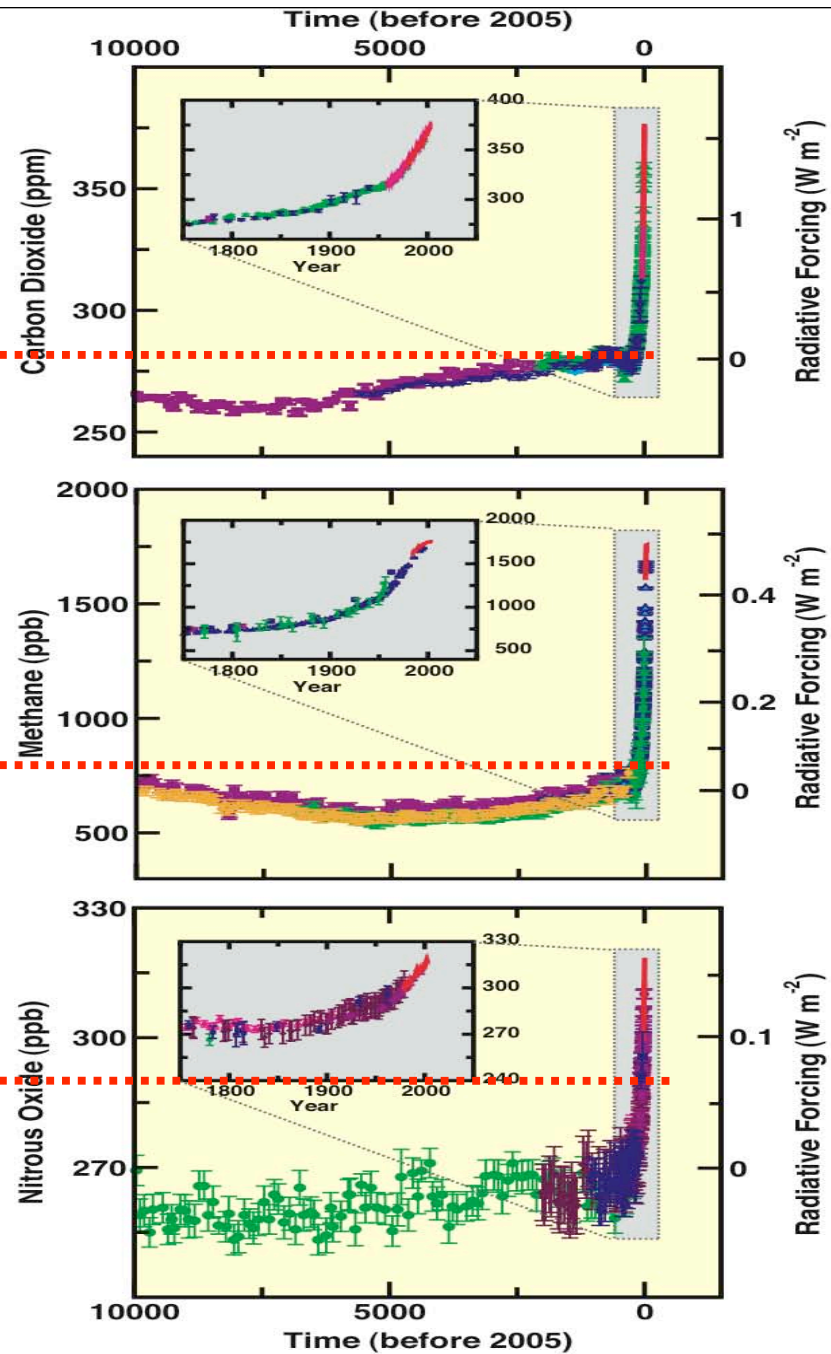 Time (before 2005)
10000 5000 0
Carbon Dioxide (ppm)
350
300
250
400
350
300
1800 1900 2000
Year
1
0
Radiative Forcing (W m-2)
Methane (ppb)
2000
1500
1000
500
2000
1500
1000
500
1800 1900 2000
Year
0.4
0.2
0
Radiative Forcing (W m-2)
Nitrous Oxide (ppb)
330
300
270
330
300
270
240
1800 1900 2000
Year
0.1
0
Radiative Forcing (W m-2)
10000 5000 0
Time (before 2005)